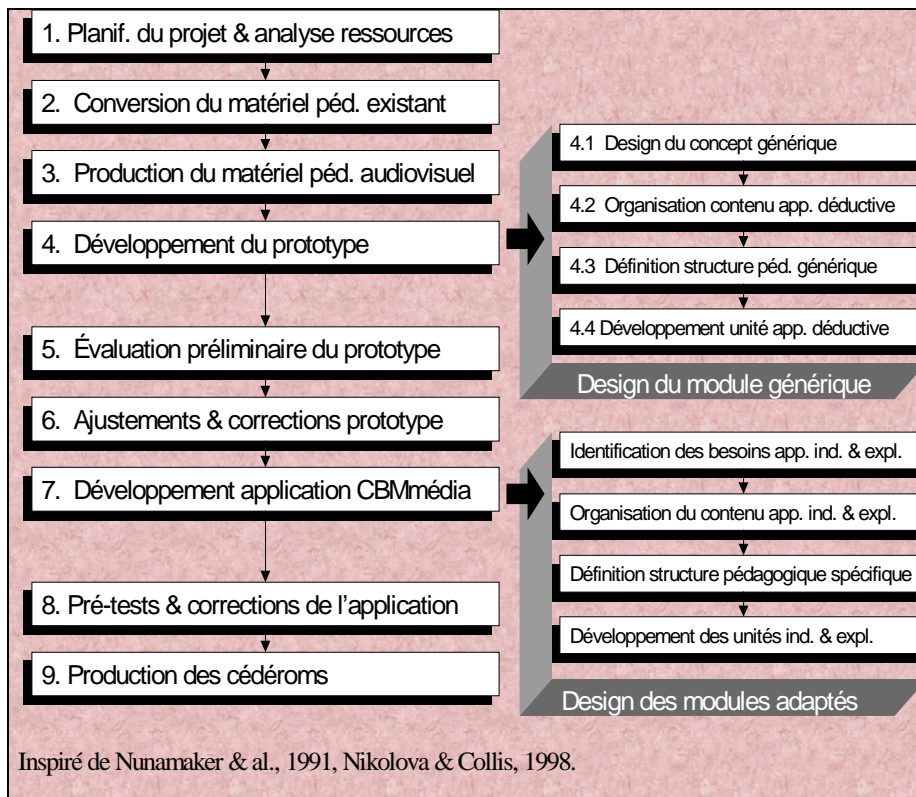 1. Planif. du projet & analyse ressources
2. Conversion du matériel péd. existant
3. Production du matériel péd. audiovisuel
4. Développement du prototype
4.1 Design du concept générique
4.2 Organisation contenu app. déductive
4.3 Définition structure péd. générique
4.4 Développement unité app. déductive
Design du module générique
5. Évaluation préliminaire du prototype
6. Ajustements & corrections prototype
7. Développement application CBMmédia
Identification des besoins app. ind. & expl.
Organisation du contenu app. ind. & expl.
Définition structure pédagogique spécifique
Développement des unités ind. & expl.
Design des modules adaptés
8. Pré-tests & corrections de l'application
9. Production des cédéroms
Inspiré de Nunamaker & al., 1991, Nikolova & Collis, 1998.